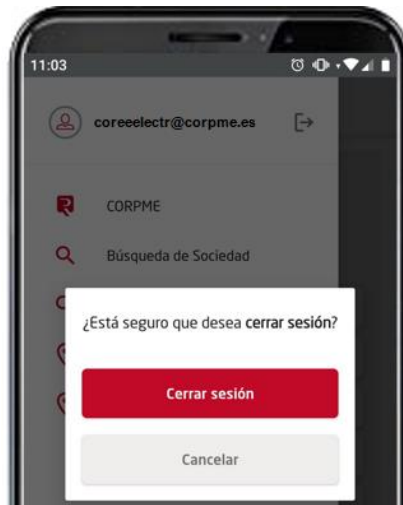 11:03
coreeelectr@corpme.es
CORPME
Búsqueda de Sociedad
¿Está seguro que desea cerrar sesión?
Cerrar sesión
Cancelar